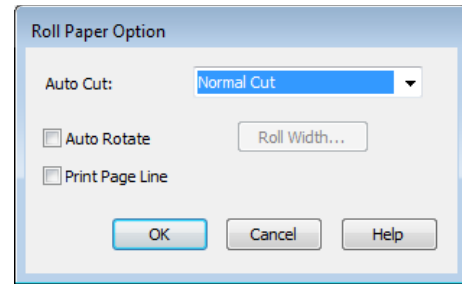 Roll Paper Option
Auto Cut: Normal Cut
Auto Rotate Roll Width...
Print Page Line
OK Cancel Help